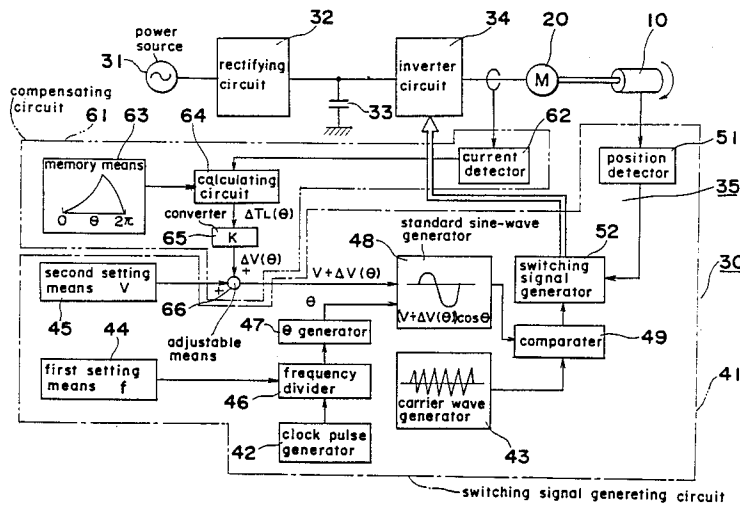 power
source
31
32
rectifying
circuit
33
34
inverter
circuit
20
M
10
compensating
circuit
61
63
memory means
0 θ 2π
64
calculating
circuit
62
current
detector
51
position
detector
35
converter
ΔTL(θ)
K
65
ΔV(θ)
+
+
66
adjustable
means
second setting
means V
45
V+ΔV(θ)
θ
standard sine-wave
generator
48
(V+ΔV(θ))cosθ
52
switching
signal
generator
30
47
θ generator
comparater
49
44
first setting
means f
frequency
divider
46
carrier wave
generator
43
41
42
clock pulse
generator
switching signal genereting circuit